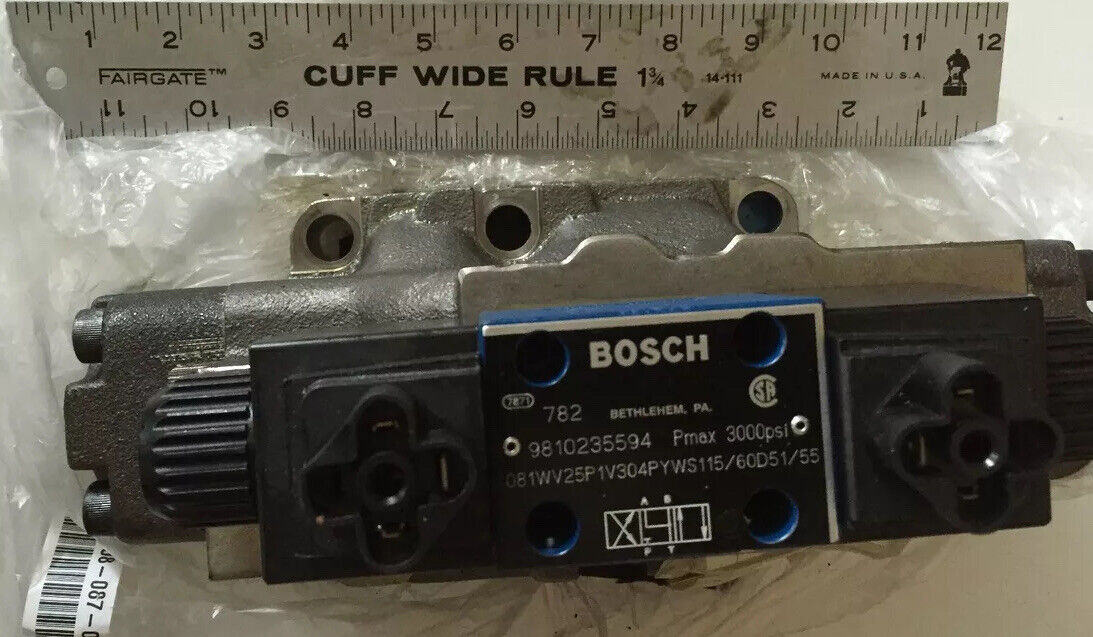 1 2 3 4 5 6 7 8 9 10 11 12
FAIRGATE™ CUFF WIDE RULE 1¾ 14-111 MADE IN U.S.A.
11 10 9 8 7 6 5 4 3 2 1
BOSCH
7871 782 BETHLEHEM, PA. SA
9810235594 Pmax 3000psi
081WV25P1V304PYWS115/60D51/55
A B
P T